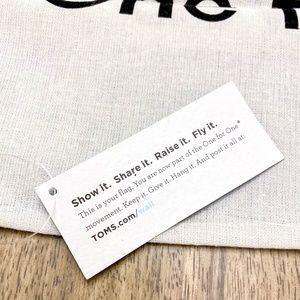 One f
Show it. Share it. Raise it. Fly it.
This is your flag. You are now part of the One for One®
movement. Keep it. Give it. Hang it. And post it all at:
TOMS.com/wall